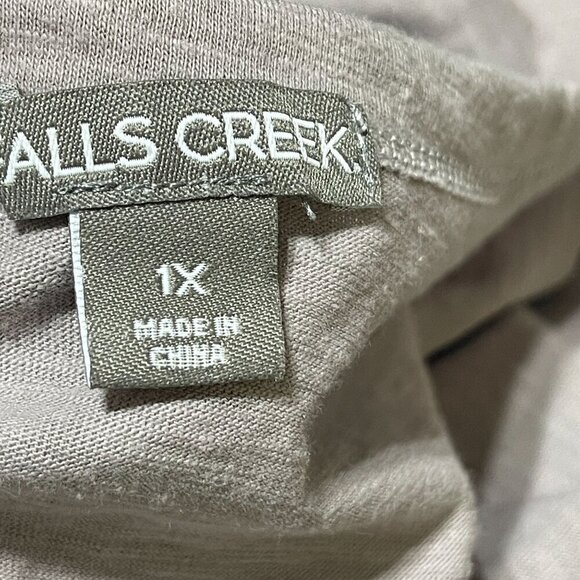 ALLS CREEK.
1X
MADE IN
CHINA